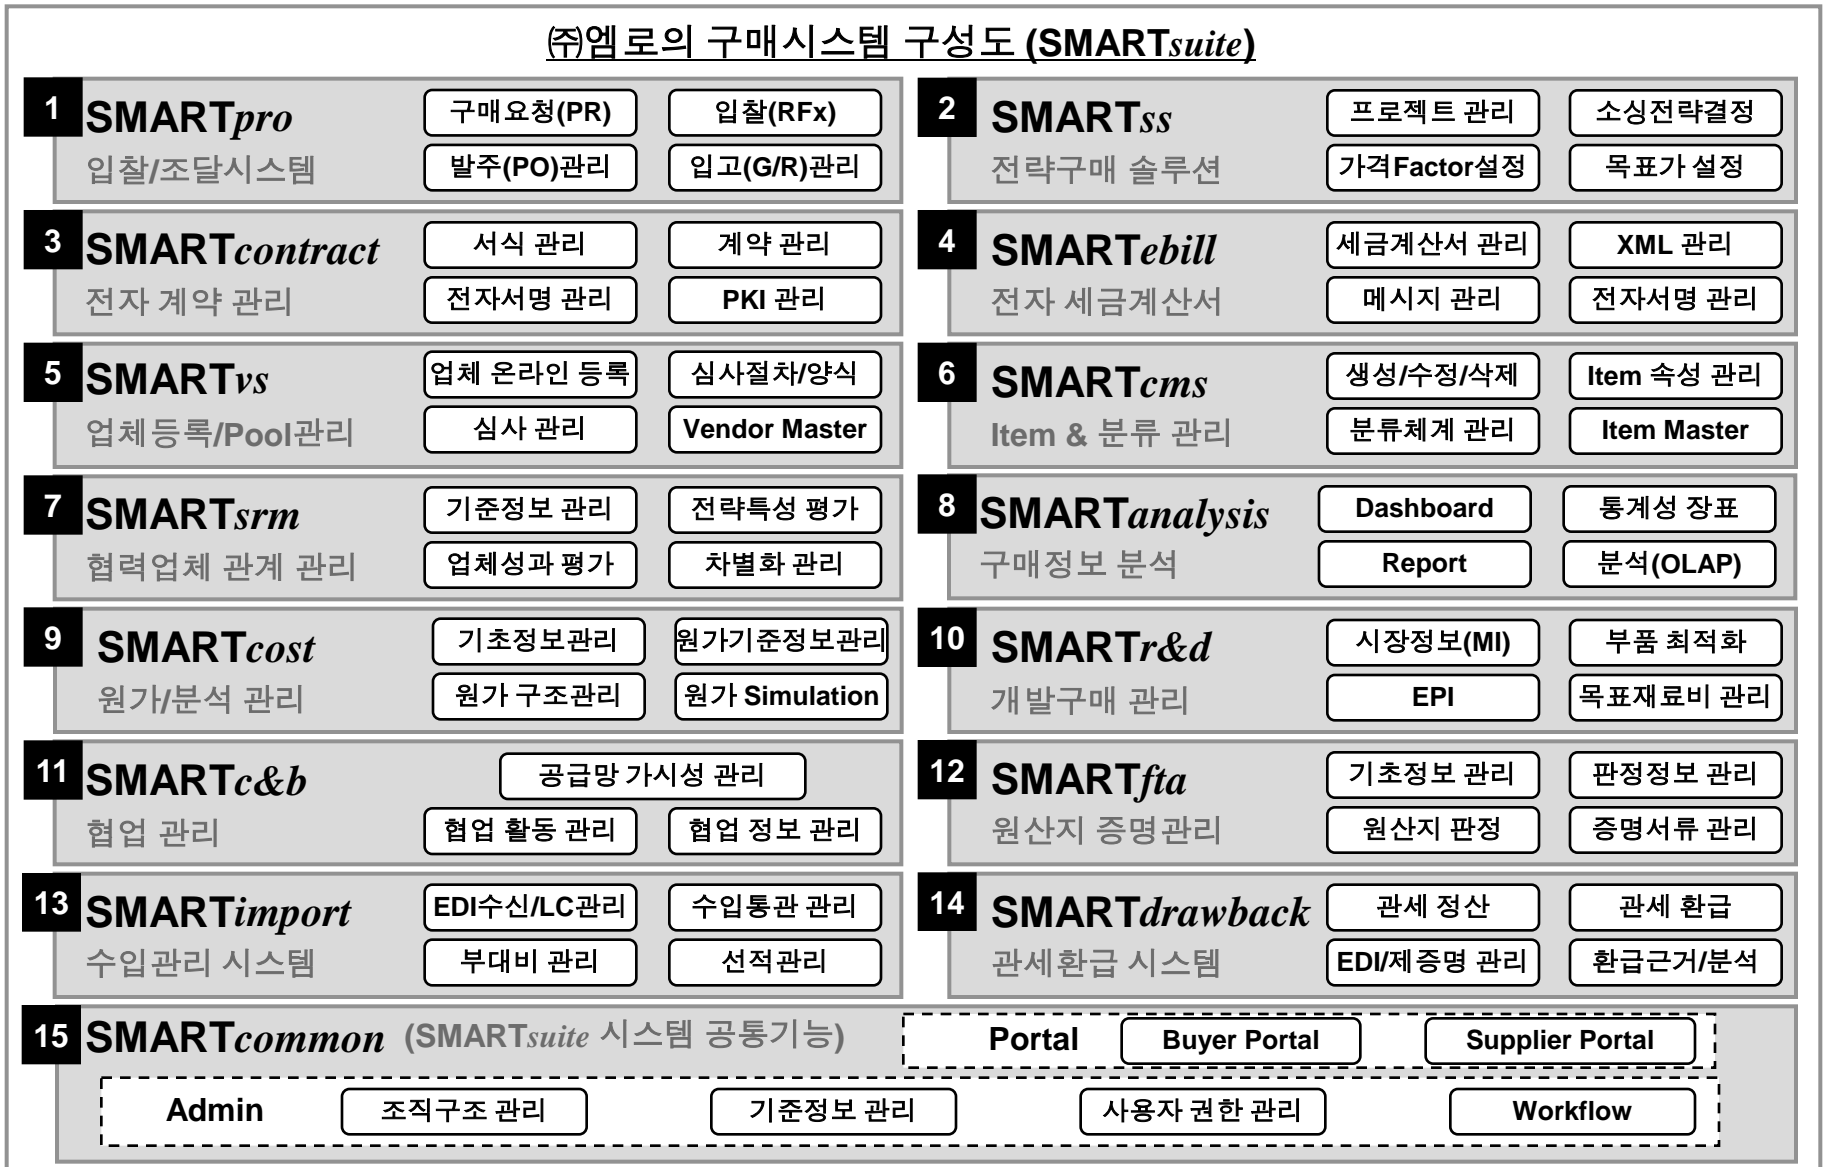 ㈜엠로의 구매시스템 구성도 (SMARTsuite)
1
SMARTpro
입찰/조달시스템
구매요청(PR)
입찰(RFx)
발주(PO)관리
입고(G/R)관리
2
SMARTss
전략구매 솔루션
프로젝트 관리
소싱전략결정
가격Factor설정
목표가 설정
3
SMARTcontract
전자 계약 관리
서식 관리
계약 관리
전자서명 관리
PKI 관리
4
SMARTebill
전자 세금계산서
세금계산서 관리
XML 관리
메시지 관리
전자서명 관리
5
SMARTvs
업체등록/Pool관리
업체 온라인 등록
심사절차/양식
심사 관리
Vendor Master
6
SMARTcms
Item & 분류 관리
생성/수정/삭제
Item 속성 관리
분류체계 관리
Item Master
7
SMARTsrm
협력업체 관계 관리
기준정보 관리
전략특성 평가
업체성과 평가
차별화 관리
8
SMARTanalysis
구매정보 분석
Dashboard
통계성 장표
Report
분석(OLAP)
9
SMARTcost
원가/분석 관리
기초정보관리
원가기준정보관리
원가 구조관리
원가 Simulation
10
SMARTr&d
개발구매 관리
시장정보(MI)
부품 최적화
EPI
목표재료비 관리
11
SMARTc&b
협업 관리
공급망 가시성 관리
협업 활동 관리
협업 정보 관리
12
SMARTfta
원산지 증명관리
기초정보 관리
판정정보 관리
원산지 판정
증명서류 관리
13
SMARTimport
수입관리 시스템
EDI수신/LC관리
수입통관 관리
부대비 관리
선적관리
14
SMARTdrawback
관세환급 시스템
관세 정산
관세 환급
EDI/제증명 관리
환급근거/분석
15
SMARTcommon (SMARTsuite 시스템 공통기능)
Portal
Buyer Portal
Supplier Portal
Admin
조직구조 관리
기준정보 관리
사용자 권한 관리
Workflow